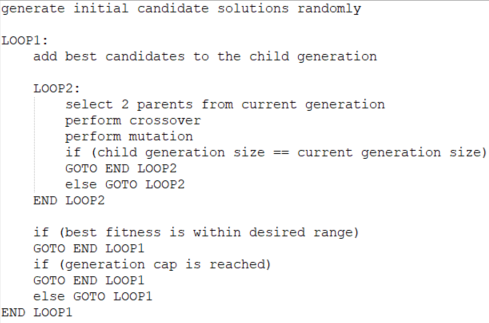 generate initial candidate solutions randomly
LOOP1:
add best candidates to the child generation
LOOP2:
select 2 parents from current generation
perform crossover
perform mutation
if (child generation size == current generation size)
GOTO END LOOP2
else GOTO LOOP2
END LOOP2
if (best fitness is within desired range)
GOTO END LOOP1
if (generation cap is reached)
GOTO END LOOP1
else GOTO LOOP1
END LOOP1